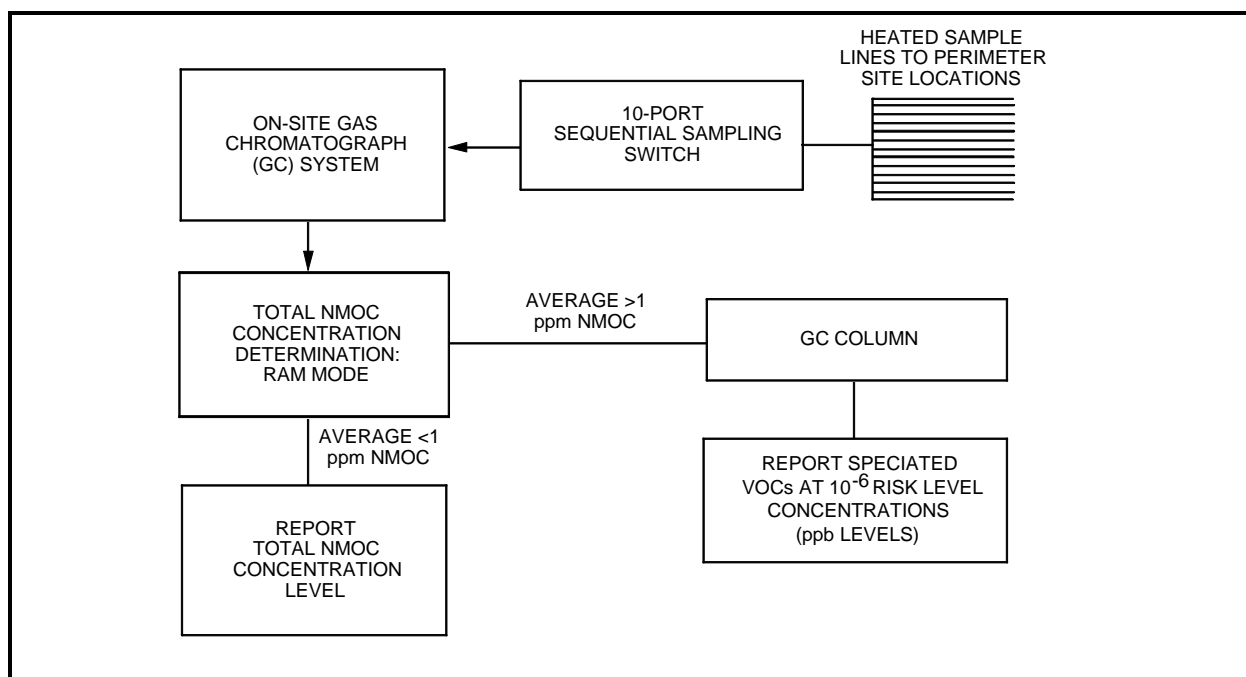 HEATED SAMPLE
LINES TO PERIMETER
SITE LOCATIONS
10-PORT
SEQUENTIAL SAMPLING
SWITCH
ON-SITE GAS
CHROMATOGRAPH
(GC) SYSTEM
TOTAL NMOC
CONCENTRATION
DETERMINATION:
RAM MODE
AVERAGE >1
ppm NMOC
GC COLUMN
AVERAGE <1
ppm NMOC
REPORT SPECIATED
VOCs AT 10⁻⁶ RISK LEVEL
CONCENTRATIONS
(ppb LEVELS)
REPORT
TOTAL NMOC
CONCENTRATION
LEVEL